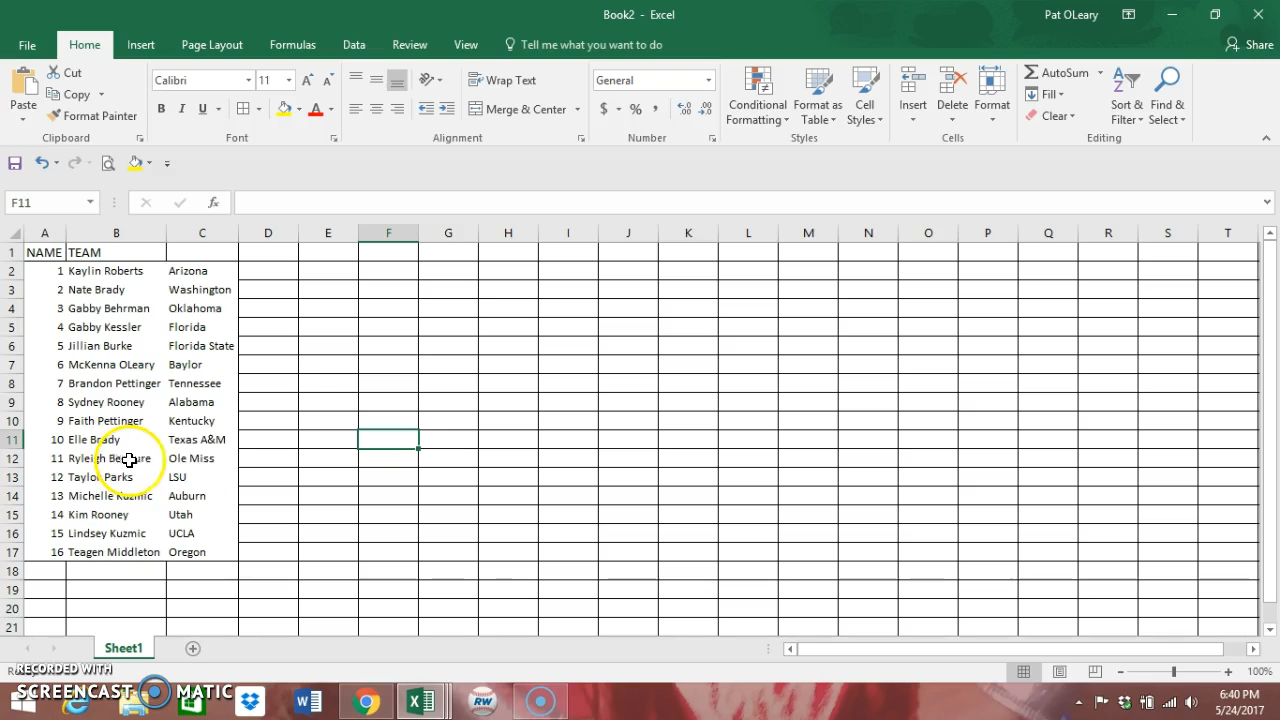 Book2 - Excel
Pat OLeary
File Home Insert Page Layout Formulas Data Review View Tell me what you want to do Share
Paste Cut Copy Format Painter Clipboard
Calibri 11 A A B I U A Font
Wrap Text Merge & Center Alignment
General $ % , Number
Conditional Formatting Format as Table Cell Styles Styles
Insert Delete Format Cells
AutoSum Fill Clear Sort & Filter Find & Select Editing
F11 fx
A B C D E F G H I J K L M N O P Q R S T
1 NAME TEAM
2 1 Kaylin Roberts Arizona
3 2 Nate Brady Washington
4 3 Gabby Behrman Oklahoma
5 4 Gabby Kessler Florida
6 5 Jillian Burke Florida State
7 6 McKenna OLeary Baylor
8 7 Brandon Pettinger Tennessee
9 8 Sydney Rooney Alabama
10 9 Faith Pettinger Kentucky
11 10 Elle Brady Texas A&M
12 11 Ryleigh Ole Miss
13 12 Taylor Parks LSU
14 13 Michelle Kuzmic Auburn
15 14 Kim Rooney Utah
16 15 Lindsey Kuzmic UCLA
17 16 Teagen Middleton Oregon
18
19
20
21
Sheet1
RECORDED WITH
SCREENCAST MATIC
100%
RW
6:40 PM
5/24/2017